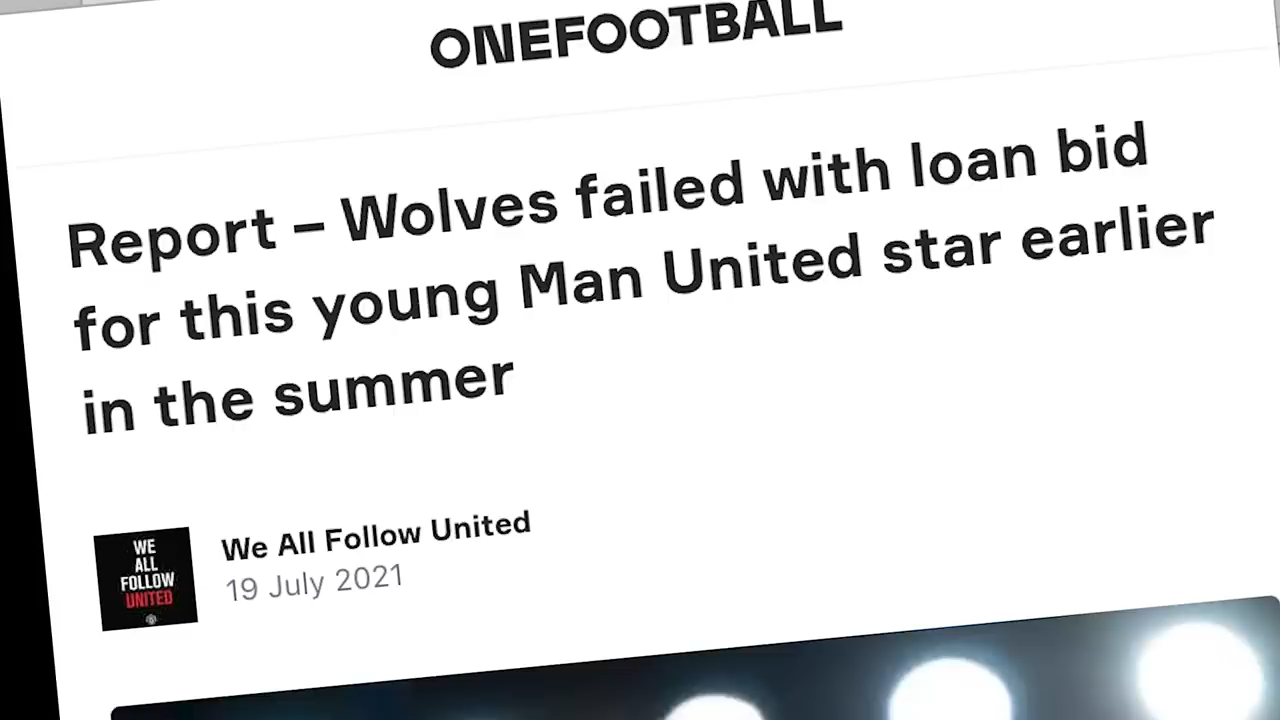 ONEFOOTBALL
Report – Wolves failed with loan bid
for this young Man United star earlier
in the summer
We All Follow United
19 July 2021
WE
ALL
FOLLOW
UNITED